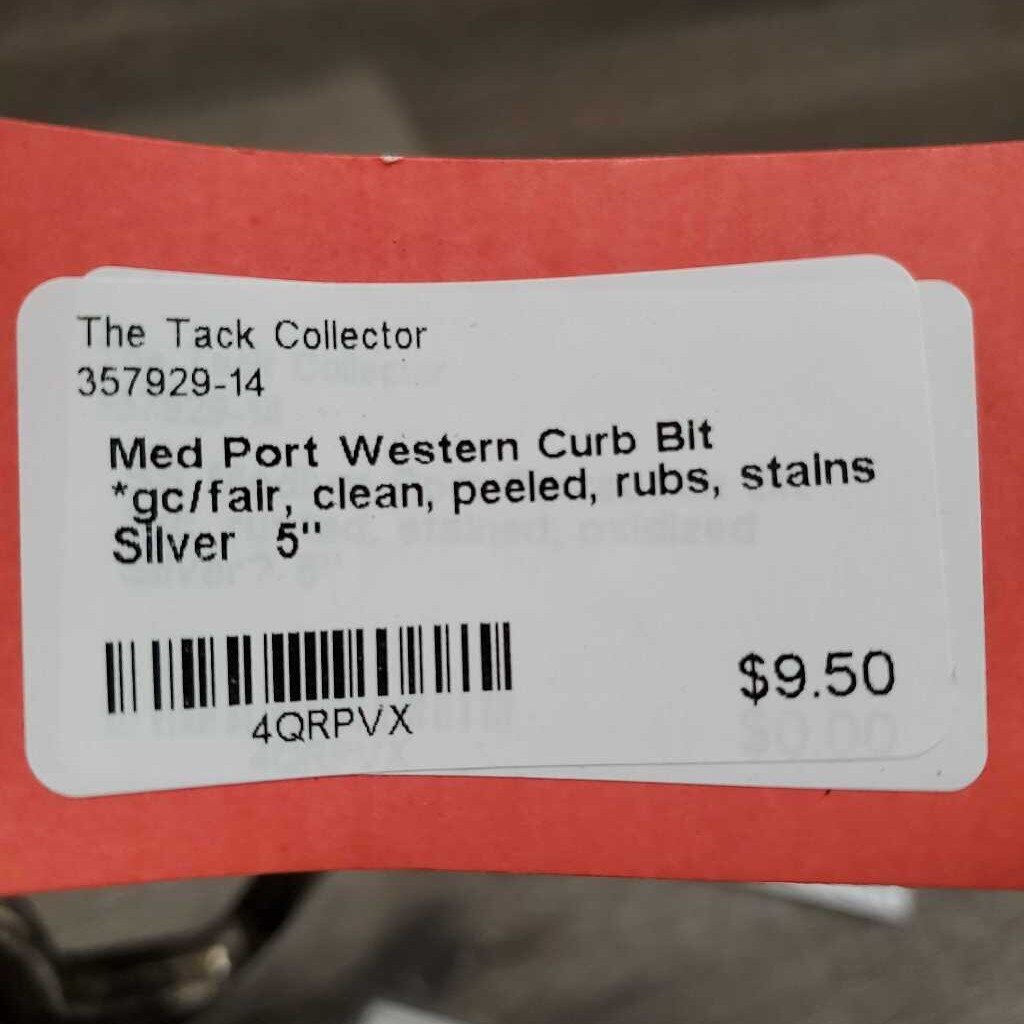 The Tack Collector
357929-14
Med Port Western Curb Bit
*gc/fair, clean, peeled, rubs, stains
Silver 5"
4QRPVX
$9.50